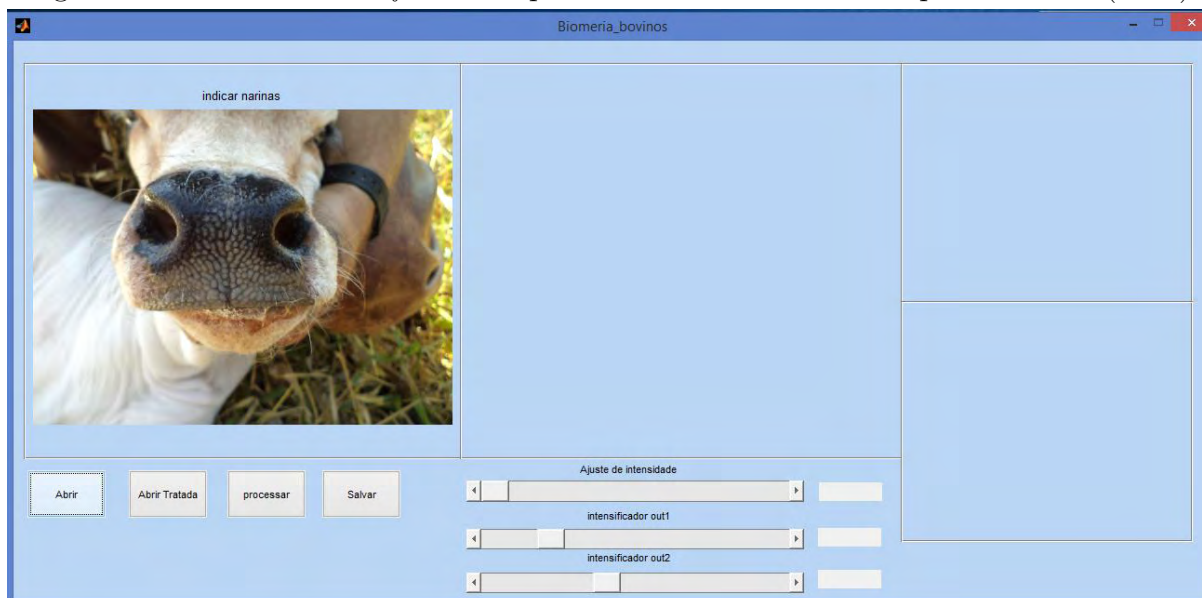 Biomeria_bovinos
indicar narinas
Abrir
Abrir Tratada
processar
Salvar
Ajuste de intensidade
intensificador out1
intensificador out2